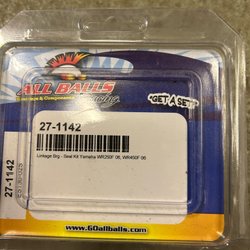 ALL BALLS
Racing
"GET A SET!"
27-1142
Linkage Brg - Seal Kit Yamaha WR250F 06, WR450F 06
27-1142
www.GOallballs.com